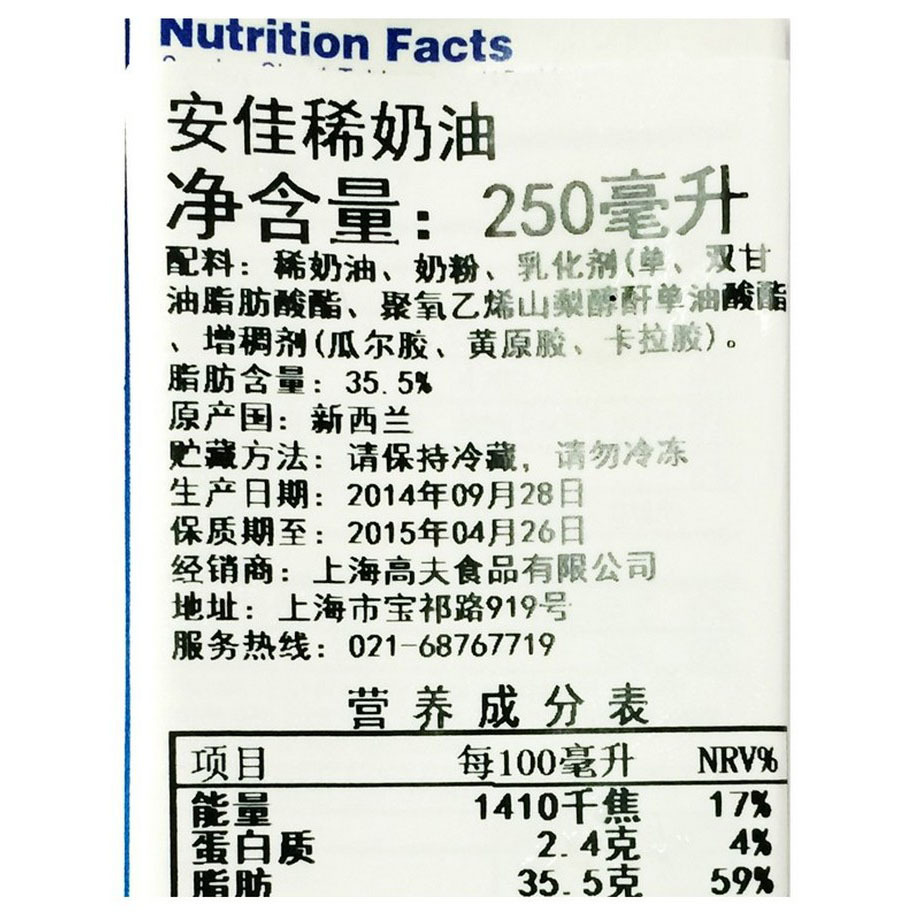 Nutrition Facts
安佳稀奶油
净含量：250毫升
配料：稀奶油、奶粉、乳化剂(单、双甘
油脂肪酸酯、聚氧乙烯山梨醇酐单油酸酯
、增稠剂(瓜尔胶、黄原胶、卡拉胶)。
脂肪含量：35.5%
原产国：新西兰
贮藏方法：请保持冷藏，请勿冷冻
生产日期：2014年09月28日
保质期至：2015年04月26日
经销商：上海高夫食品有限公司
地址：上海市宝祁路919号
服务热线：021-68767719
营养成分表
项目 每100毫升 NRV%
能量 1410千焦 17%
蛋白质 2.4克 4%
脂肪 35.5克 59%